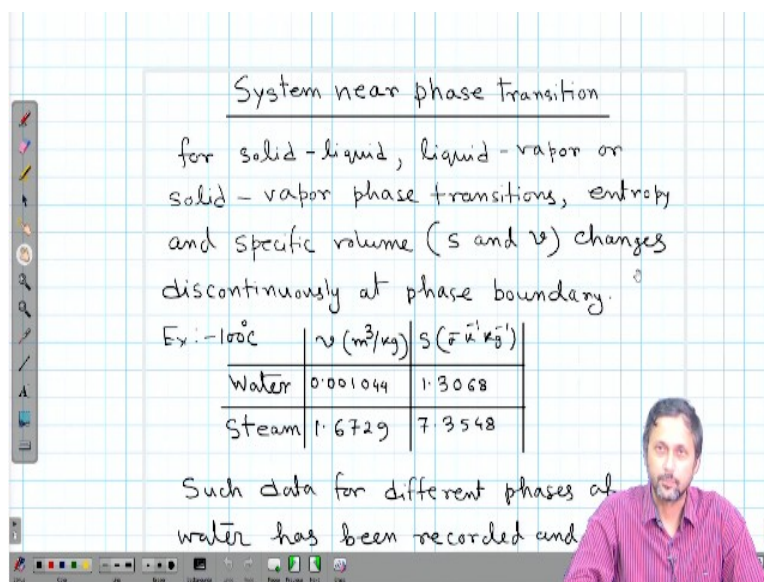 System near phase transition
for solid-liquid, liquid-vapor or
solid-vapor phase transitions, entropy
and specific volume (s and v) changes
discontinuously at phase boundary.
Ex:-100°C v (m³/kg) S (J K⁻¹ kg⁻¹)
Water 0.001044 1.3068
Steam 1.6729 7.3548
Such data for different phases of
water has been recorded and